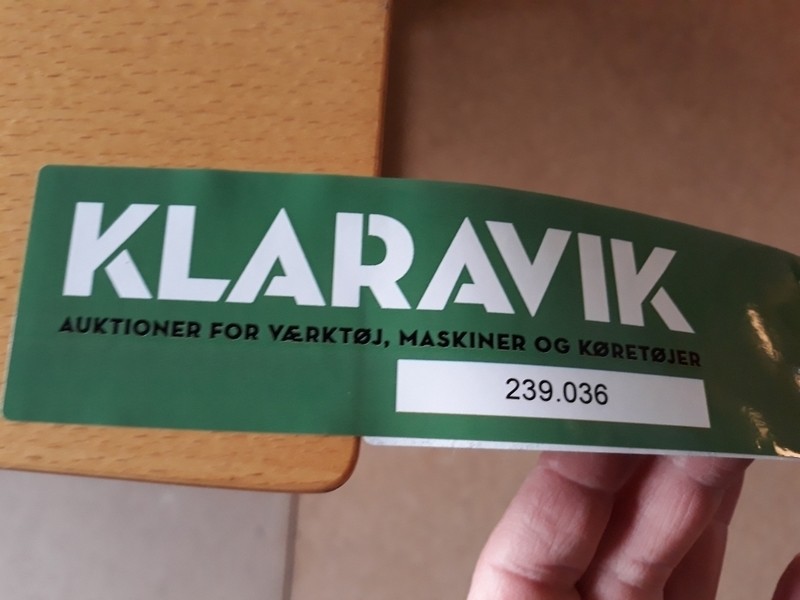 KLARAVIK
AUKTIONER FOR VÆRKTØJ, MASKINER OG KØRETØJER
239.036